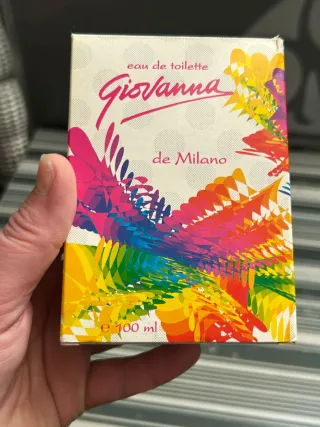 eau de toilette
Giovanna
de Milano
e 100 ml